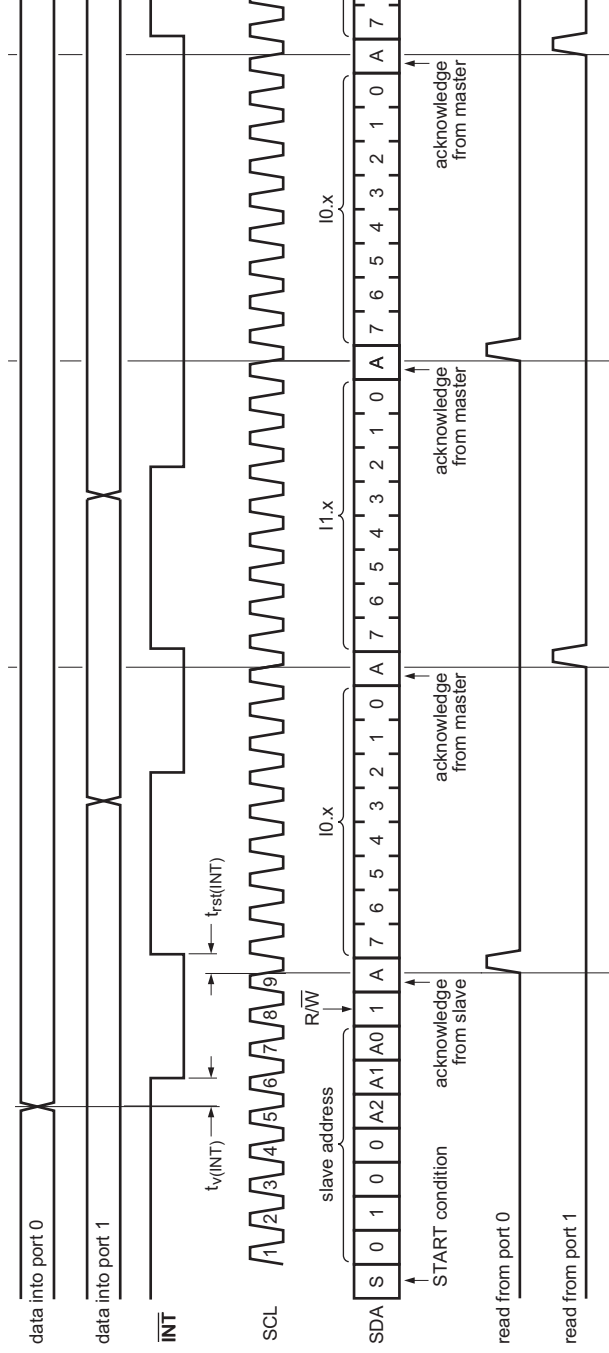 data into port 0
data into port 1
INT
t_v(INT)
t_rst(INT)
SCL
1 2 3 4 5 6 7 8 9
slave address
R/W
I0.x
I1.x
I0.x
SDA
S 0 1 0 0 A2 A1 A0 1 A 7 6 5 4 3 2 1 0 A 7 6 5 4 3 2 1 0 A 7 6 5 4 3 2 1 0 A 7
START condition
acknowledge
from slave
acknowledge
from master
acknowledge
from master
acknowledge
from master
read from port 0
read from port 1